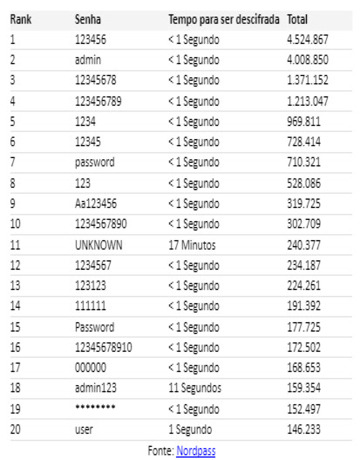 Rank Senha Tempo para ser descifrada Total
1 123456 < 1 Segundo 4.524.867
2 admin < 1 Segundo 4.008.850
3 12345678 < 1 Segundo 1.371.152
4 123456789 < 1 Segundo 1.213.047
5 1234 < 1 Segundo 969.811
6 12345 < 1 Segundo 728.414
7 password < 1 Segundo 710.321
8 123 < 1 Segundo 528.086
9 Aa123456 < 1 Segundo 319.725
10 1234567890 < 1 Segundo 302.709
11 UNKNOWN 17 Minutos 240.377
12 1234567 < 1 Segundo 234.187
13 123123 < 1 Segundo 224.261
14 111111 < 1 Segundo 191.392
15 Password < 1 Segundo 177.725
16 12345678910 < 1 Segundo 172.502
17 000000 < 1 Segundo 168.653
18 admin123 11 Segundos 159.354
19 ******** < 1 Segundo 152.497
20 user 1 Segundo 146.233
Fonte: Nordpass